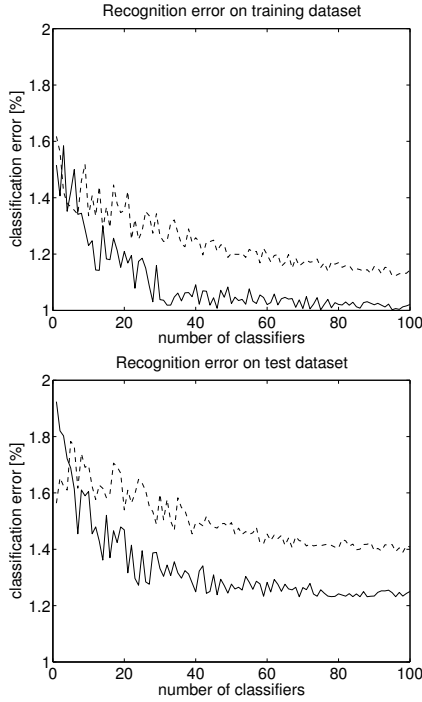 Recognition error on training dataset
2
1.8
1.6
1.4
1.2
1
classification error [%]
0 20 40 60 80 100
number of classifiers
Recognition error on test dataset
2
1.8
1.6
1.4
1.2
1
classification error [%]
0 20 40 60 80 100
number of classifiers